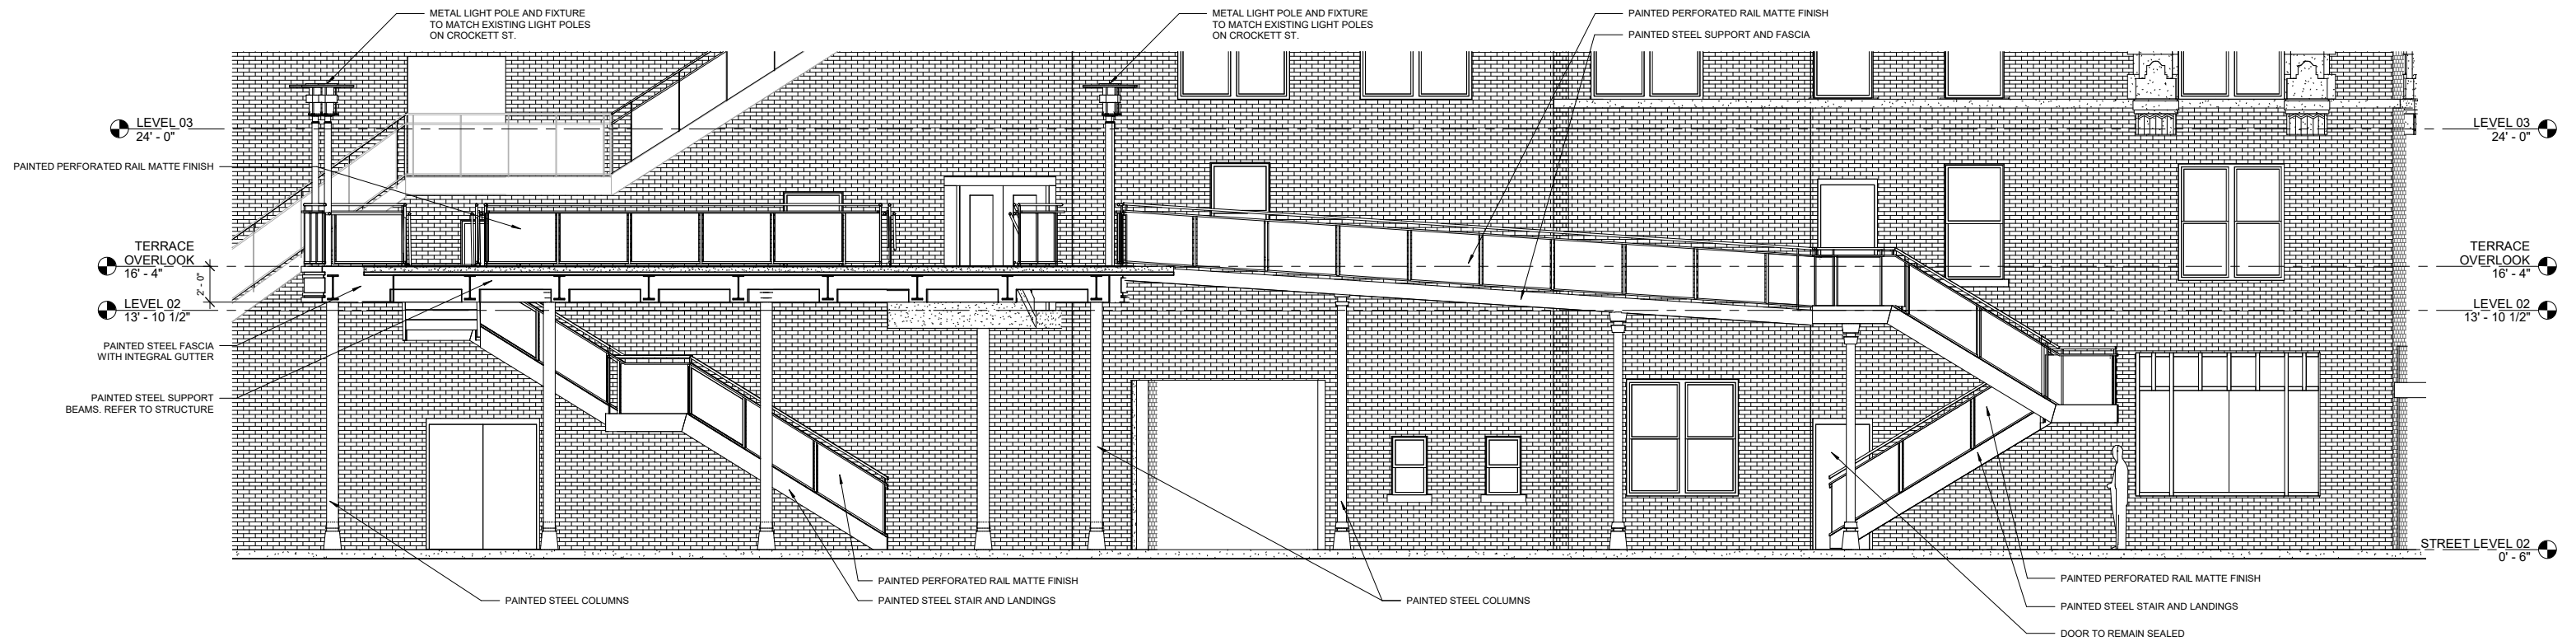 METAL LIGHT POLE AND FIXTURE
TO MATCH EXISTING LIGHT POLES
ON CROCKETT ST.
METAL LIGHT POLE AND FIXTURE
TO MATCH EXISTING LIGHT POLES
ON CROCKETT ST.
PAINTED PERFORATED RAIL MATTE FINISH
PAINTED STEEL SUPPORT AND FASCIA
LEVEL 03
24' - 0"
LEVEL 03
24' - 0"
PAINTED PERFORATED RAIL MATTE FINISH
TERRACE
OVERLOOK
16' - 4"
TERRACE
OVERLOOK
16' - 4"
2' - 0"
LEVEL 02
13' - 10 1/2"
LEVEL 02
13' - 10 1/2"
PAINTED STEEL FASCIA
WITH INTEGRAL GUTTER
PAINTED STEEL SUPPORT
BEAMS. REFER TO STRUCTURE
STREET LEVEL 02
0' - 6"
PAINTED PERFORATED RAIL MATTE FINISH
PAINTED STEEL COLUMNS
PAINTED STEEL STAIR AND LANDINGS
PAINTED STEEL COLUMNS
PAINTED PERFORATED RAIL MATTE FINISH
PAINTED STEEL STAIR AND LANDINGS
DOOR TO REMAIN SEALED